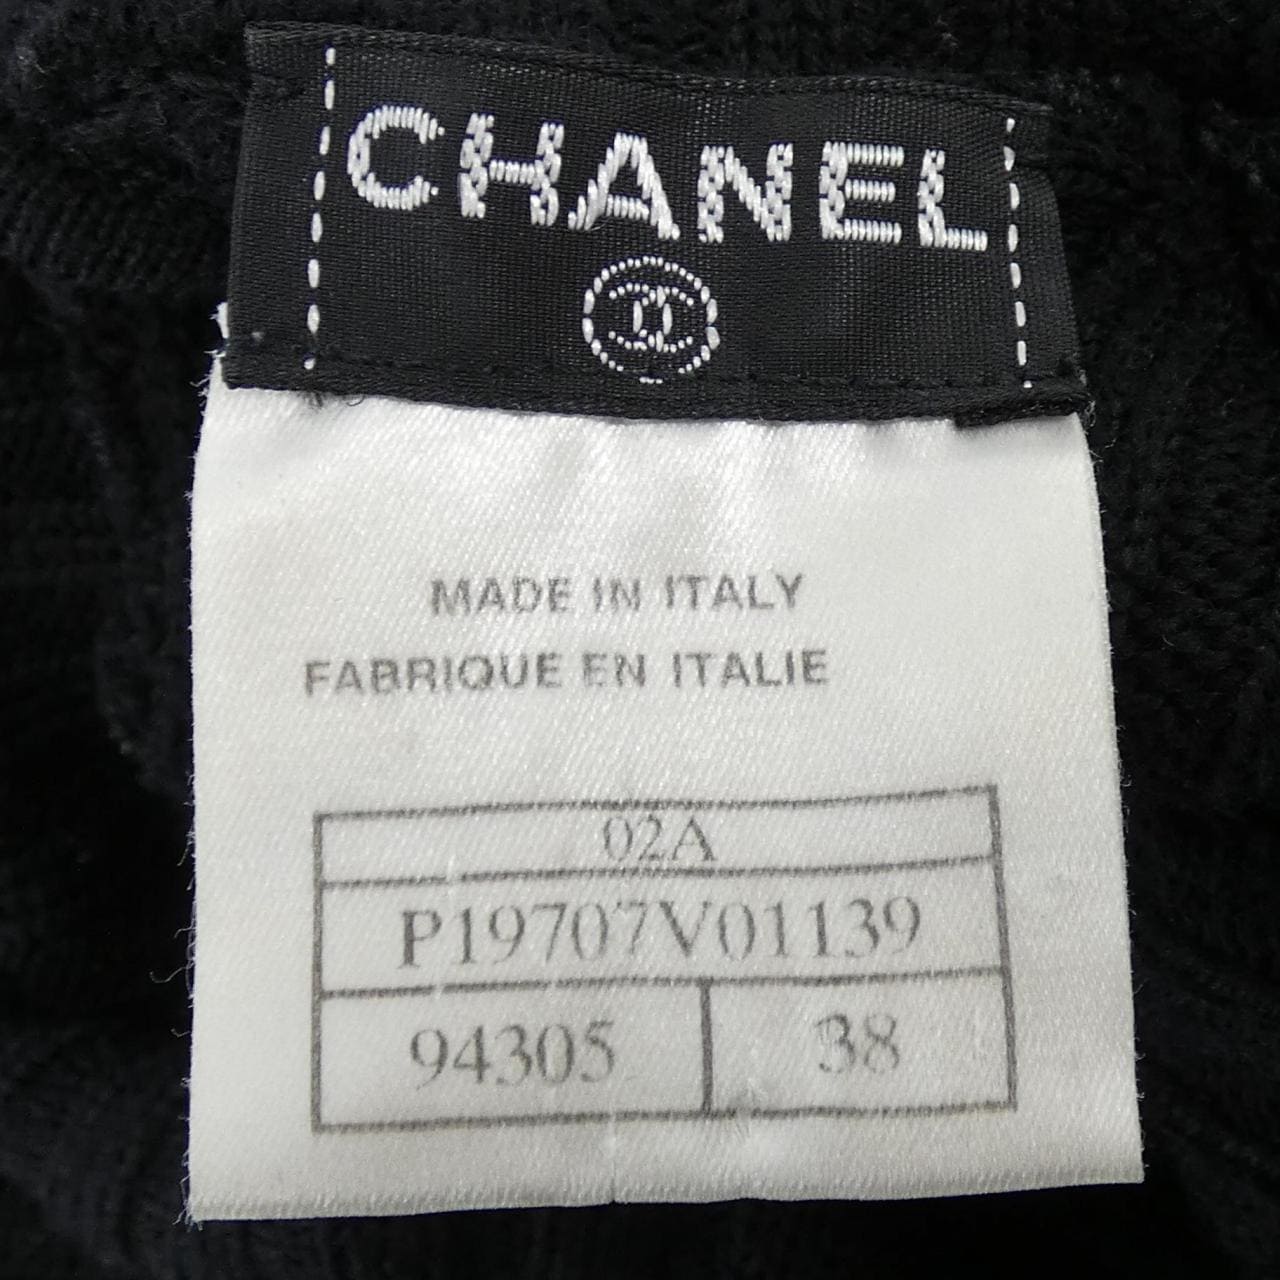 CHANEL
MADE IN ITALY
FABRIQUE EN ITALIE
02A
P19707V01139
94305 38